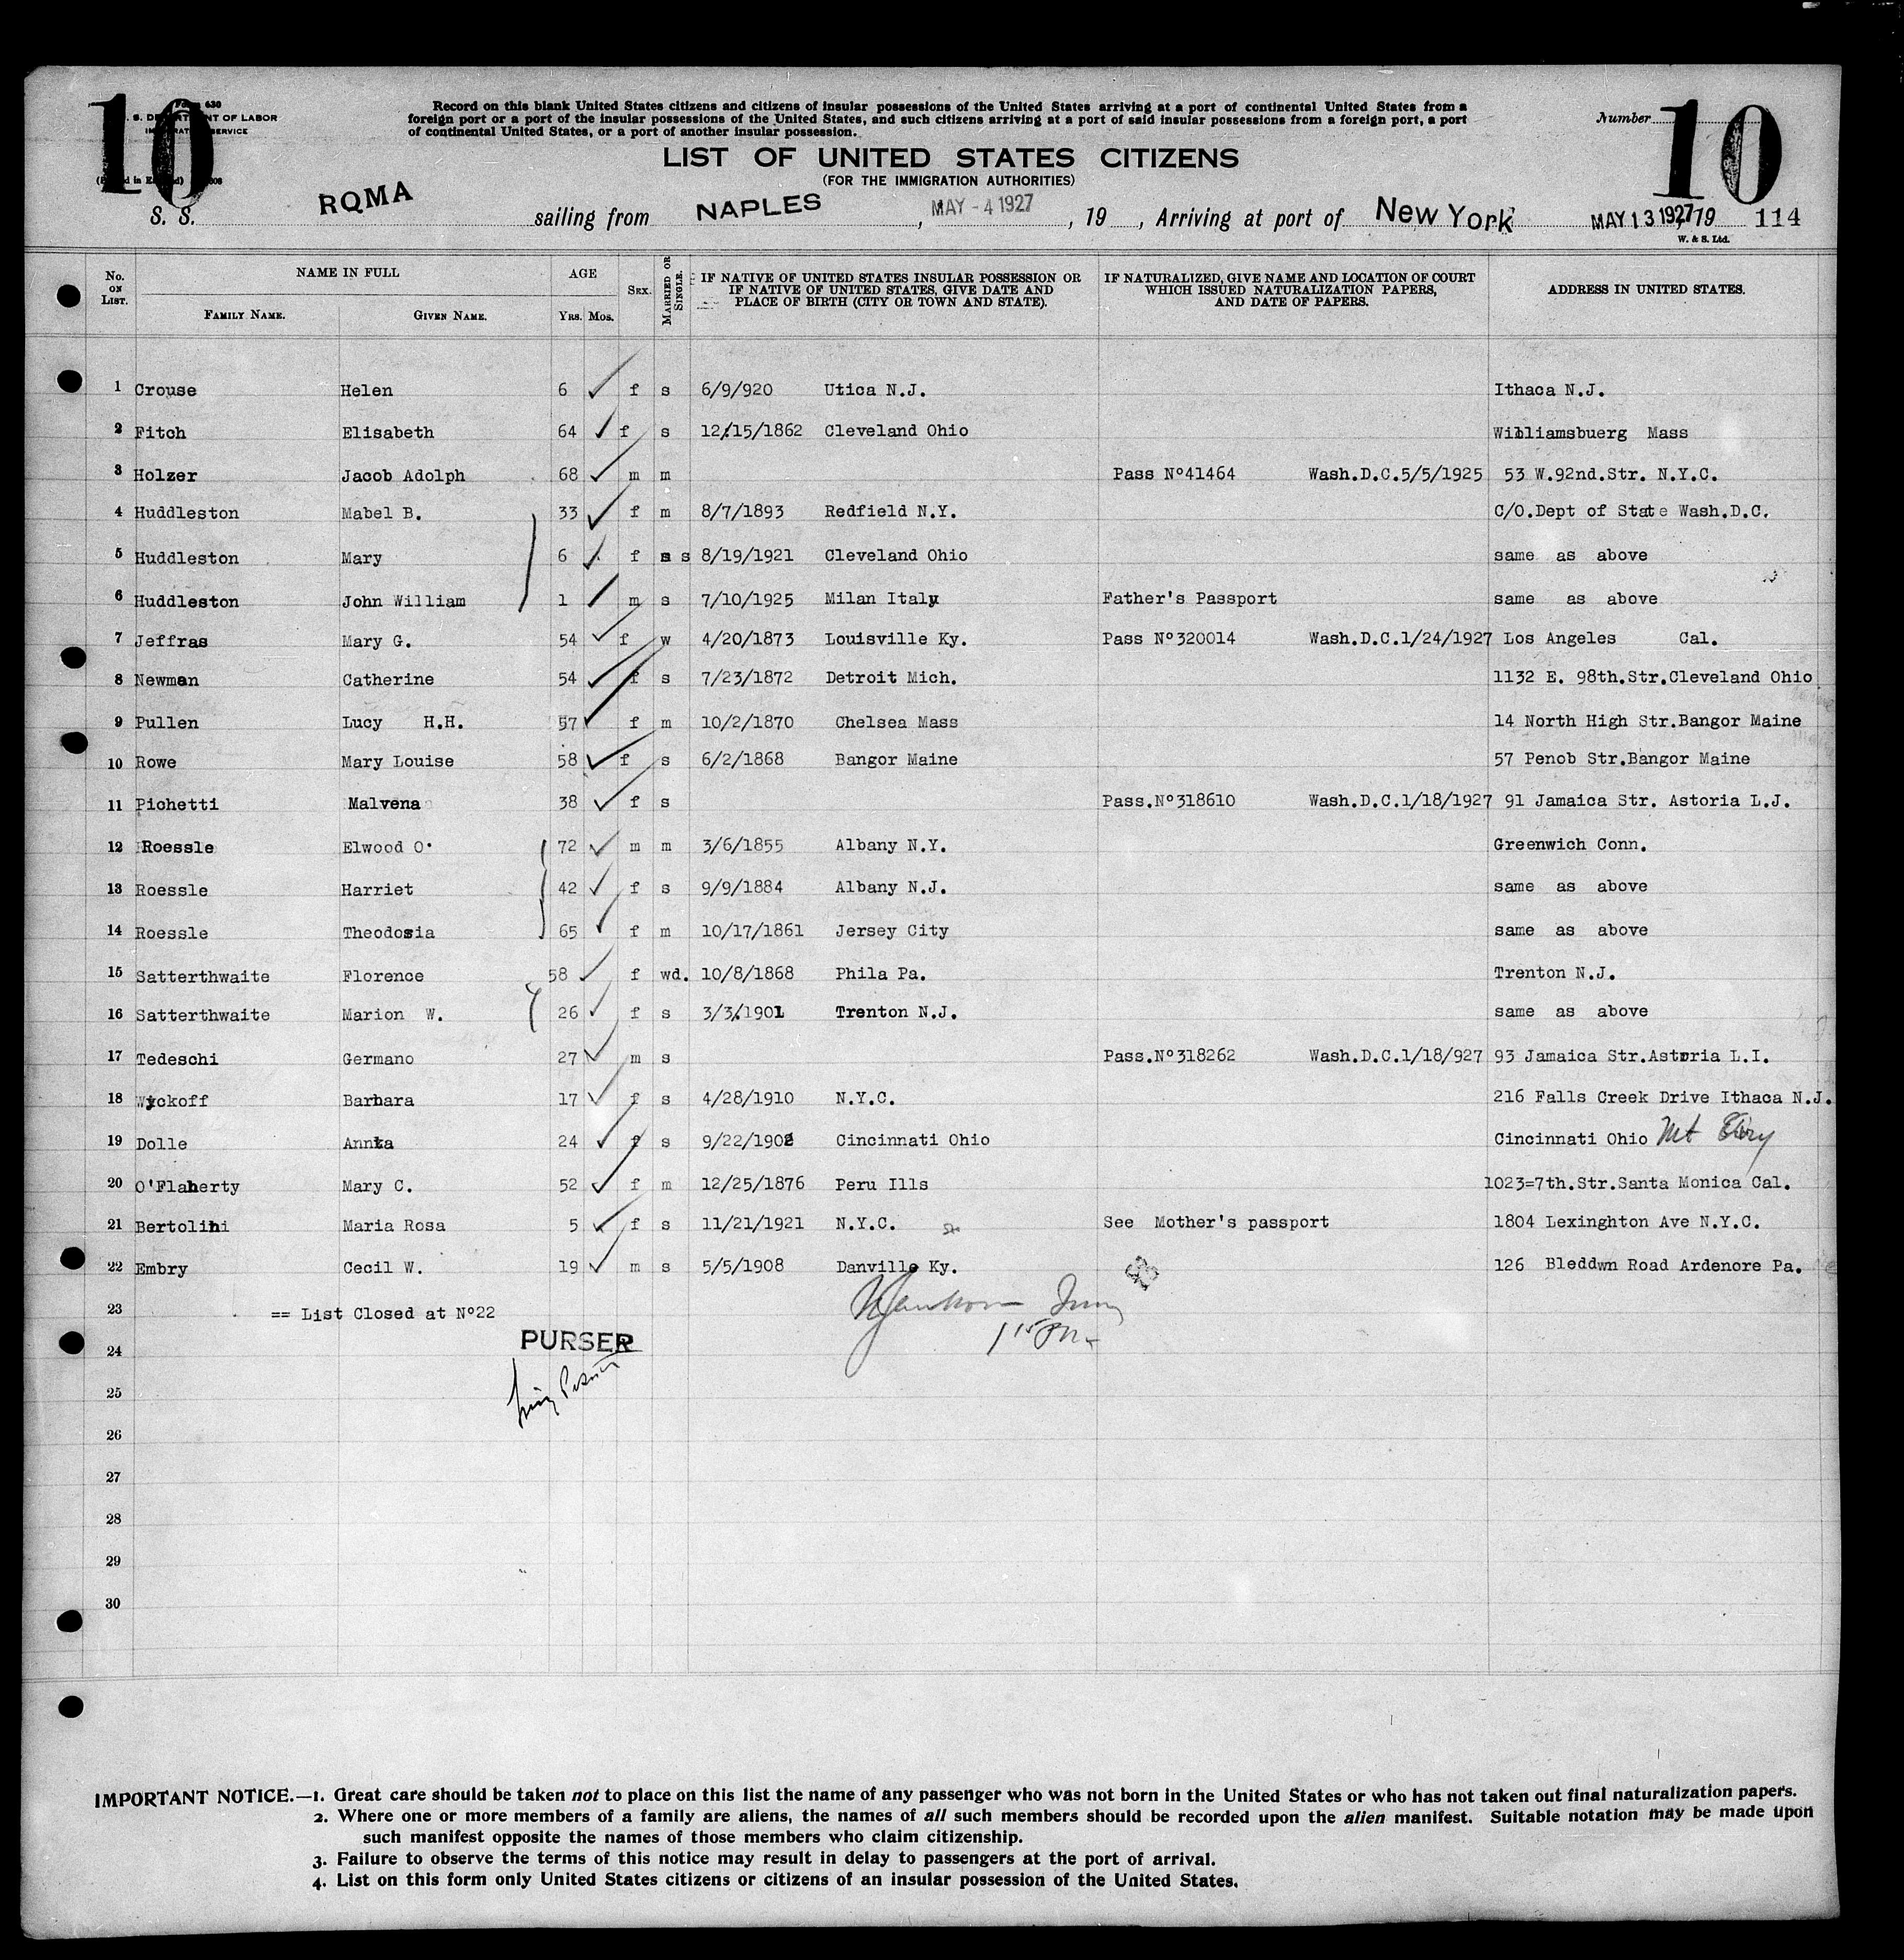 10
10
630
DEPARTMENT OF LABOR
SERVICE
Record on this blank United States citizens and citizens of insular possessions of the United States arriving at a port of continental United States from a
foreign port or a port of the insular possessions of the United States, and such citizens arriving at a port of said insular possessions from a foreign port, a port
of continental United States, or a port of another insular possession.
Number
LIST OF UNITED STATES CITIZENS
(FOR THE IMMIGRATION AUTHORITIES)
S. S. ROMA sailing from NAPLES, MAY - 4 1927, 19 , Arriving at port of New York MAY 13 1927 19 114
W. & S. Ltd.
No. ON LIST. NAME IN FULL AGE SEX. MARRIED OR SINGLE. IF NATIVE OF UNITED STATES INSULAR POSSESSION OR IF NATIVE OF UNITED STATES, GIVE DATE AND PLACE OF BIRTH (CITY OR TOWN AND STATE). IF NATURALIZED, GIVE NAME AND LOCATION OF COURT WHICH ISSUED NATURALIZATION PAPERS, AND DATE OF PAPERS. ADDRESS IN UNITED STATES.
FAMILY NAME. GIVEN NAME. Yrs. Mos.
1 Crouse Helen 6 f s 6/9/920 Utica N.J. Ithaca N.J.
2 Fitch Elisabeth 64 f s 12/15/1862 Cleveland Ohio Williamsbuerg Mass
3 Holzer Jacob Adolph 68 m m Pass Nº41464 Wash.D.C.5/5/1925 53 W.92nd.Str. N.Y.C.
4 Huddleston Mabel B. 33 f m 8/7/1893 Redfield N.Y. C/O.Dept of State Wash.D.C.
5 Huddleston Mary 6 f s s 8/19/1921 Cleveland Ohio same as above
6 Huddleston John William 1 m s 7/10/1925 Milan Italy Father's Passport same as above
7 Jeffras Mary G. 54 f w 4/20/1873 Louisville Ky. Pass Nº320014 Wash.D.C.1/24/1927 Los Angeles Cal.
8 Newman Catherine 54 f s 7/23/1872 Detroit Mich. 1132 E. 98th.Str.Cleveland Ohio
9 Pullen Lucy H.H. 57 f m 10/2/1870 Chelsea Mass 14 North High Str.Bangor Maine
10 Rowe Mary Louise 58 f s 6/2/1868 Bangor Maine 57 Penob Str.Bangor Maine
11 Pichetti Malvena 38 f s Pass.Nº318610 Wash.D.C.1/18/1927 91 Jamaica Str. Astoria L.J.
12 Roessle Elwood O. 72 m m 3/6/1855 Albany N.Y. Greenwich Conn.
13 Roessle Harriet 42 f s 9/9/1884 Albany N.J. same as above
14 Roessle Theodosia 65 f m 10/17/1861 Jersey City same as above
15 Satterthwaite Florence 58 f wd. 10/8/1868 Phila Pa. Trenton N.J.
16 Satterthwaite Marion W. 26 f s 3/3/1901 Trenton N.J. same as above
17 Tedeschi Germano 27 m s Pass.Nº318262 Wash.D.C.1/18/927 93 Jamaica Str.Astoria L.I.
18 Wyckoff Barbara 17 f s 4/28/1910 N.Y.C. 216 Falls Creek Drive Ithaca N.J.
19 Dolle Annta 24 f s 9/22/1902 Cincinnati Ohio Cincinnati Ohio Mt Airy
20 O'Flaherty Mary C. 52 f m 12/25/1876 Peru Ills 1023=7th.Str.Santa Monica Cal.
21 Bertolini Maria Rosa 5 f s 11/21/1921 N.Y.C. See Mother's passport 1804 Lexinghton Ave N.Y.C.
22 Embry Cecil W. 19 m s 5/5/1908 Danville Ky. 126 Bleddwn Road Ardenore Pa.
23 == List Closed at Nº22
PURSER
24
25
26
27
28
29
30
IMPORTANT NOTICE.—1. Great care should be taken not to place on this list the name of any passenger who was not born in the United States or who has not taken out final naturalization papers.
2. Where one or more members of a family are aliens, the names of all such members should be recorded upon the alien manifest. Suitable notation may be made upon
such manifest opposite the names of those members who claim citizenship.
3. Failure to observe the terms of this notice may result in delay to passengers at the port of arrival.
4. List on this form only United States citizens or citizens of an insular possession of the United States.